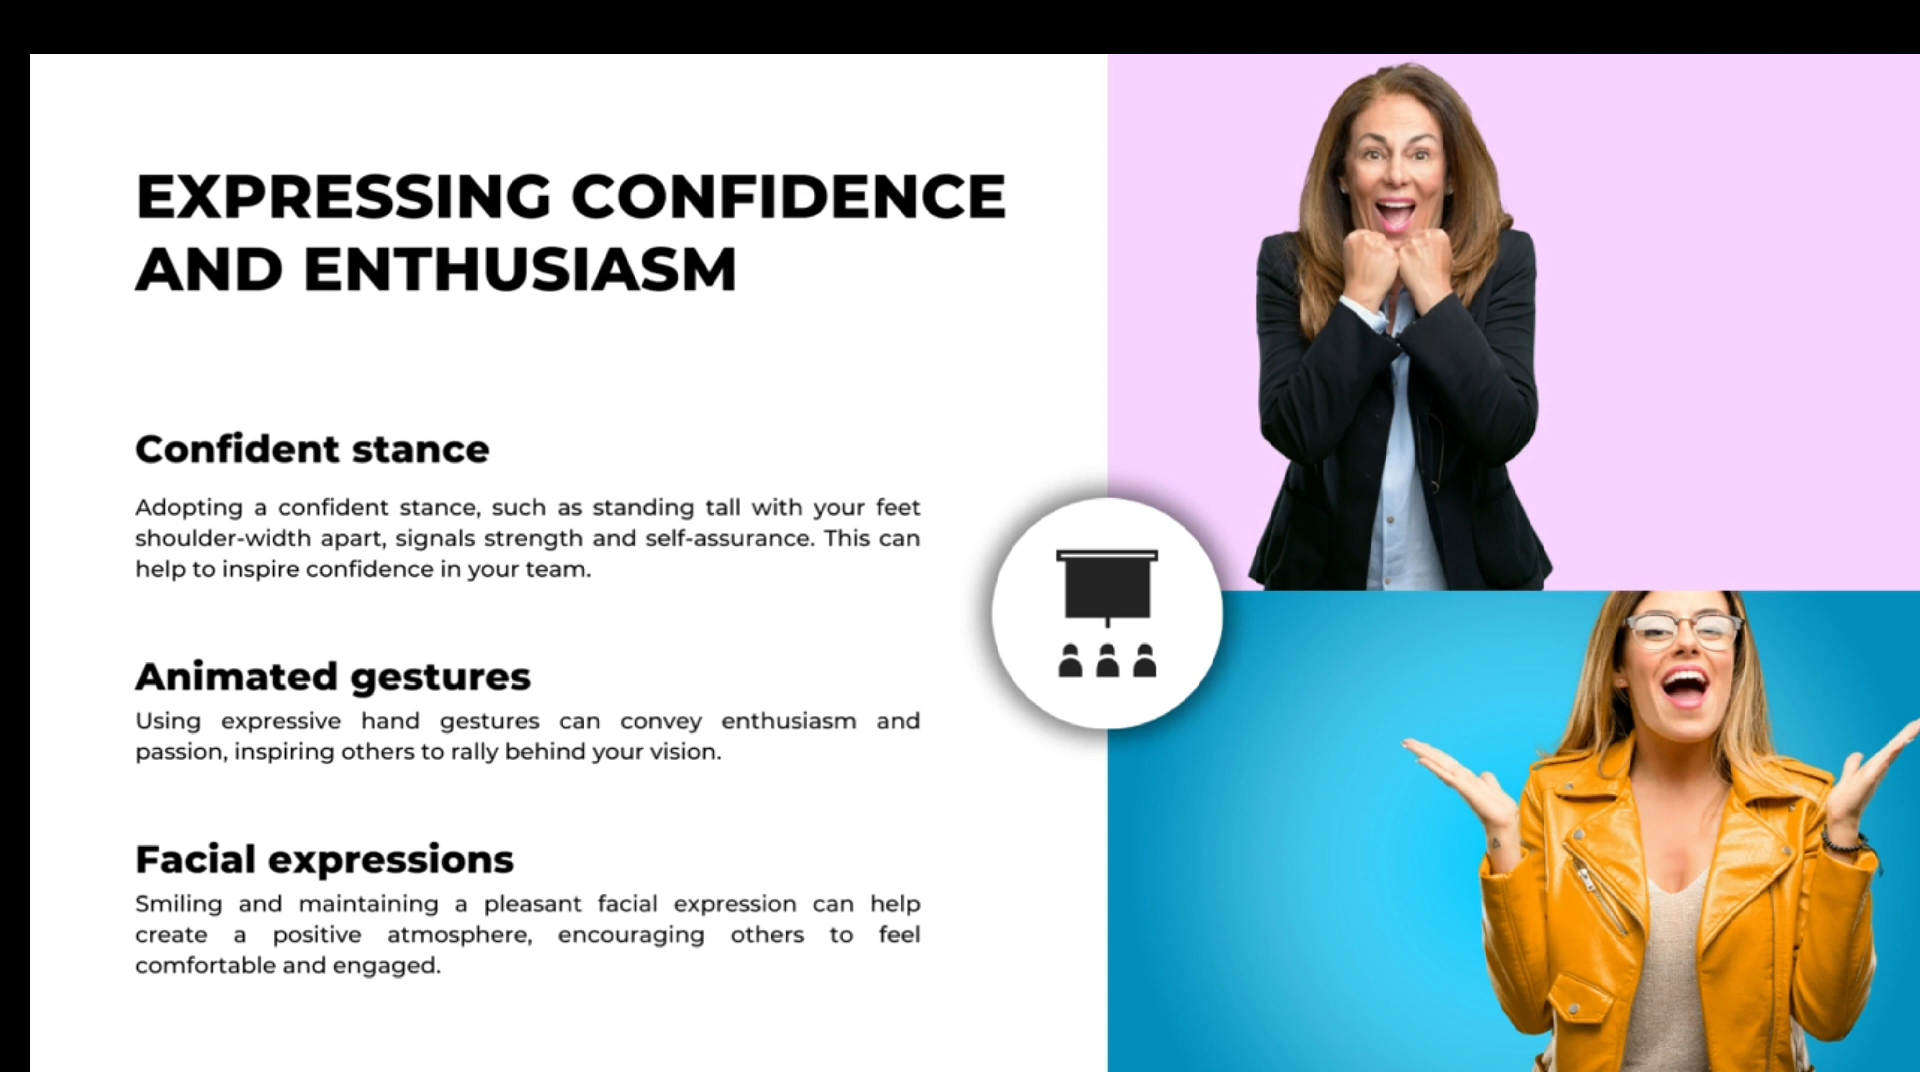 EXPRESSING CONFIDENCE
AND ENTHUSIASM
Confident stance
Adopting a confident stance, such as standing tall with your feet
shoulder-width apart, signals strength and self-assurance. This can
help to inspire confidence in your team.
Animated gestures
Using expressive hand gestures can convey enthusiasm and
passion, inspiring others to rally behind your vision.
Facial expressions
Smiling and maintaining a pleasant facial expression can help
create a positive atmosphere, encouraging others to feel
comfortable and engaged.